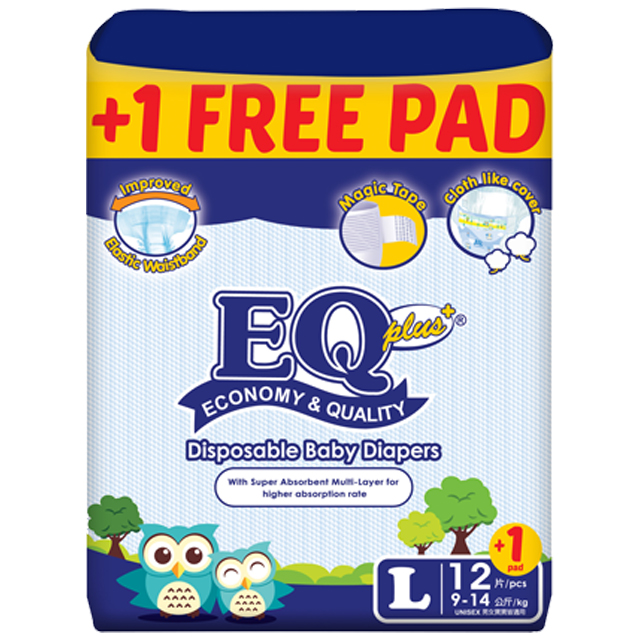 +1 FREE PAD
Improved
Elastic Waistband
Magic Tape
Cloth like cover
EQ plus+®
ECONOMY & QUALITY
Disposable Baby Diapers
With Super Absorbent Multi-Layer for
higher absorption rate
+1
pad
L
12 片/pcs
9-14 公斤/kg